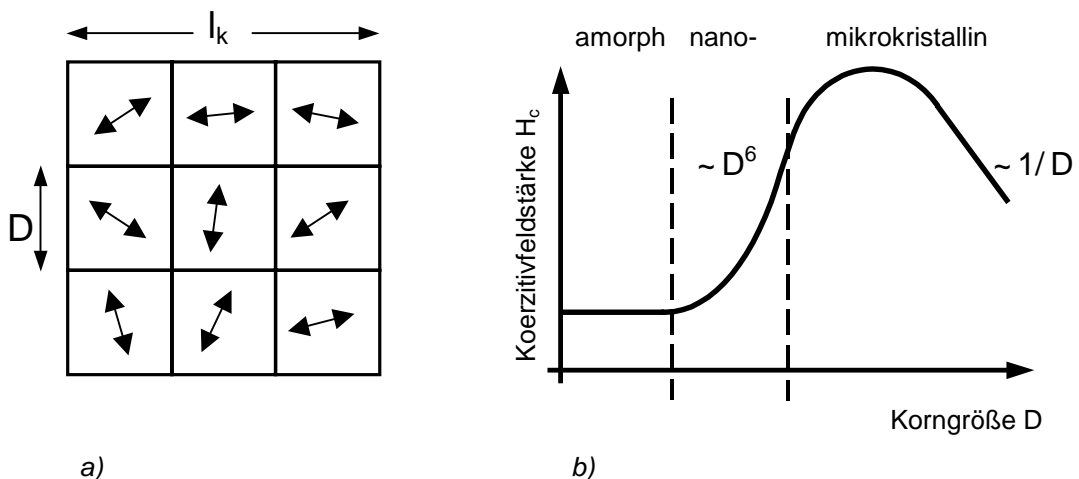 l_k
D
a)
amorph nano- mikrokristallin
Koerzitivfeldstärke H_c
~ D^6
~ 1/ D
Korngröße D
b)